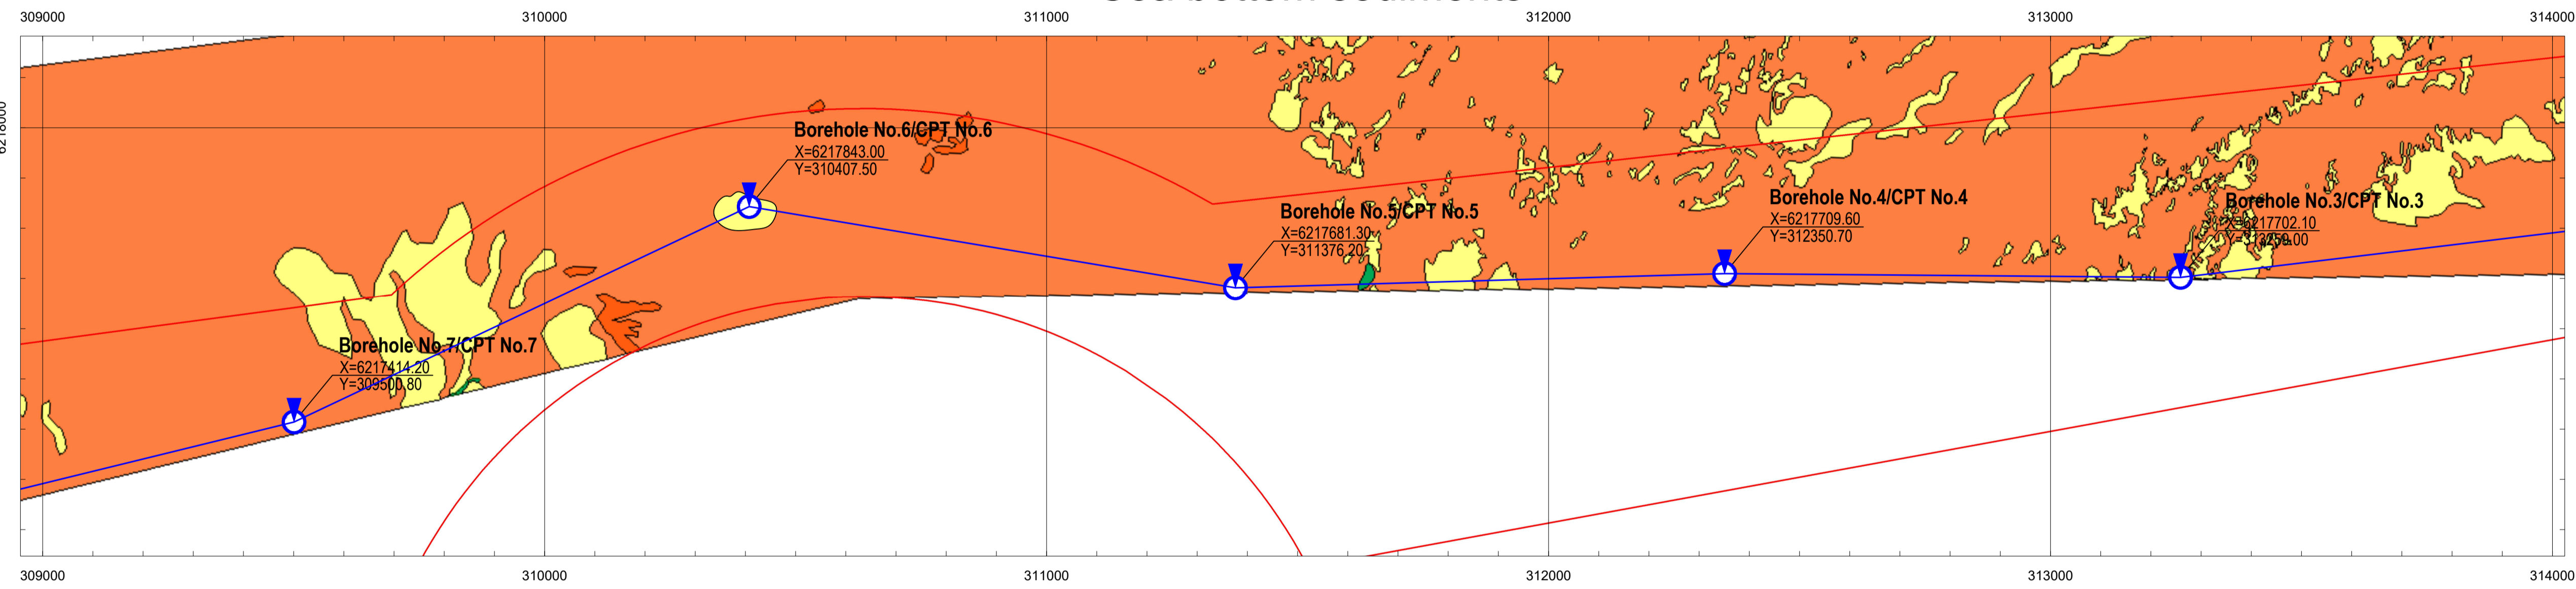 309000 310000 311000 312000 313000 314000
Borehole No.6/CPT No.6
X=6217843.00
Y=310407.50
Borehole No.4/CPT No.4
X=6217709.60
Y=312350.70
Borehole No.3/CPT No.3
X=6217702.10
Y=313259.00
Borehole No.5/CPT No.5
X=6217681.30
Y=311376.20
Borehole No.7/CPT No.7
X=6217414.20
Y=309500.80
309000 310000 311000 312000 313000 314000